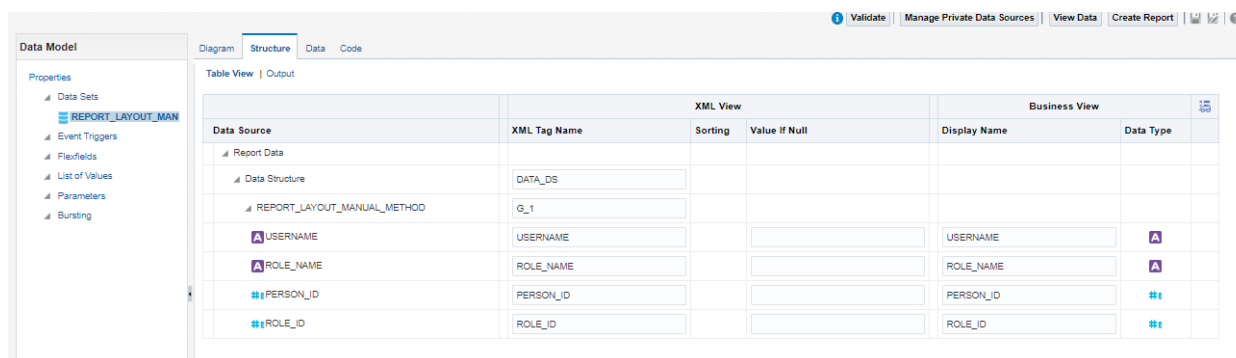 Validate Manage Private Data Sources View Data Create Report
Data Model
Diagram Structure Data Code
Properties
Table View | Output
Data Sets
REPORT_LAYOUT_MAN
Event Triggers
Flexfields
List of Values
Parameters
Bursting
XML View Business View
Data Source XML Tag Name Sorting Value If Null Display Name Data Type
Report Data
Data Structure DATA_DS
REPORT_LAYOUT_MANUAL_METHOD G_1
A USERNAME USERNAME USERNAME A
A ROLE_NAME ROLE_NAME ROLE_NAME A
# PERSON_ID PERSON_ID PERSON_ID #
# ROLE_ID ROLE_ID ROLE_ID #